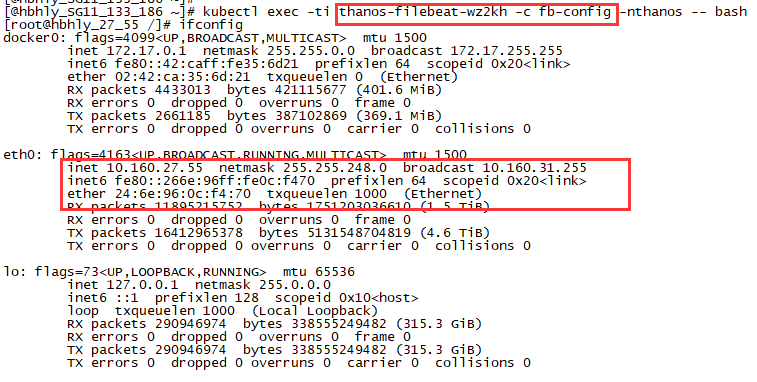 [@hbhly_SG11_133_186 ~]# kubectl exec -ti thanos-filebeat-wz2kh -c fb-config -nthanos -- bash
[root@hbhly_27_55 /]# ifconfig
docker0: flags=4099<UP,BROADCAST,MULTICAST>  mtu 1500
inet 172.17.0.1  netmask 255.255.0.0  broadcast 172.17.255.255
inet6 fe80::42:caff:fe35:6d21  prefixlen 64  scopeid 0x20<link>
ether 02:42:ca:35:6d:21  txqueuelen 0  (Ethernet)
RX packets 4433013  bytes 421115677 (401.6 MiB)
RX errors 0  dropped 0  overruns 0  frame 0
TX packets 2661185  bytes 387102869 (369.1 MiB)
TX errors 0  dropped 0 overruns 0  carrier 0  collisions 0
eth0: flags=4163<UP,BROADCAST,RUNNING,MULTICAST>  mtu 1500
inet 10.160.27.55  netmask 255.255.248.0  broadcast 10.160.31.255
inet6 fe80::266e:96ff:fe0c:f470  prefixlen 64  scopeid 0x20<link>
ether 24:6e:96:0c:f4:70  txqueuelen 1000  (Ethernet)
RX packets 11895215752  bytes 1751203036610 (1.5 TiB)
RX errors 0  dropped 0  overruns 0  frame 0
TX packets 16412965378  bytes 5131548704819 (4.6 TiB)
TX errors 0  dropped 0 overruns 0  carrier 0  collisions 0
lo: flags=73<UP,LOOPBACK,RUNNING>  mtu 65536
inet 127.0.0.1  netmask 255.0.0.0
inet6 ::1  prefixlen 128  scopeid 0x10<host>
loop  txqueuelen 1000  (Local Loopback)
RX packets 290946974  bytes 338555249482 (315.3 GiB)
RX errors 0  dropped 0  overruns 0  frame 0
TX packets 290946974  bytes 338555249482 (315.3 GiB)
TX errors 0  dropped 0 overruns 0  carrier 0  collisions 0